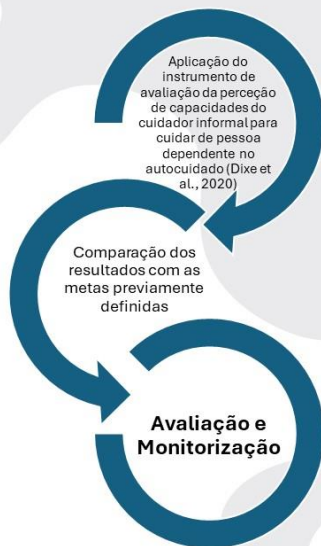 Aplicação do
instrumento de
avaliação da perceção
de capacidades do
cuidador informal para
cuidar de pessoa
dependente no
autocuidado (Dixe et
al., 2020)
Comparação dos
resultados com as
metas previamente
definidas
Avaliação e
Monitorização